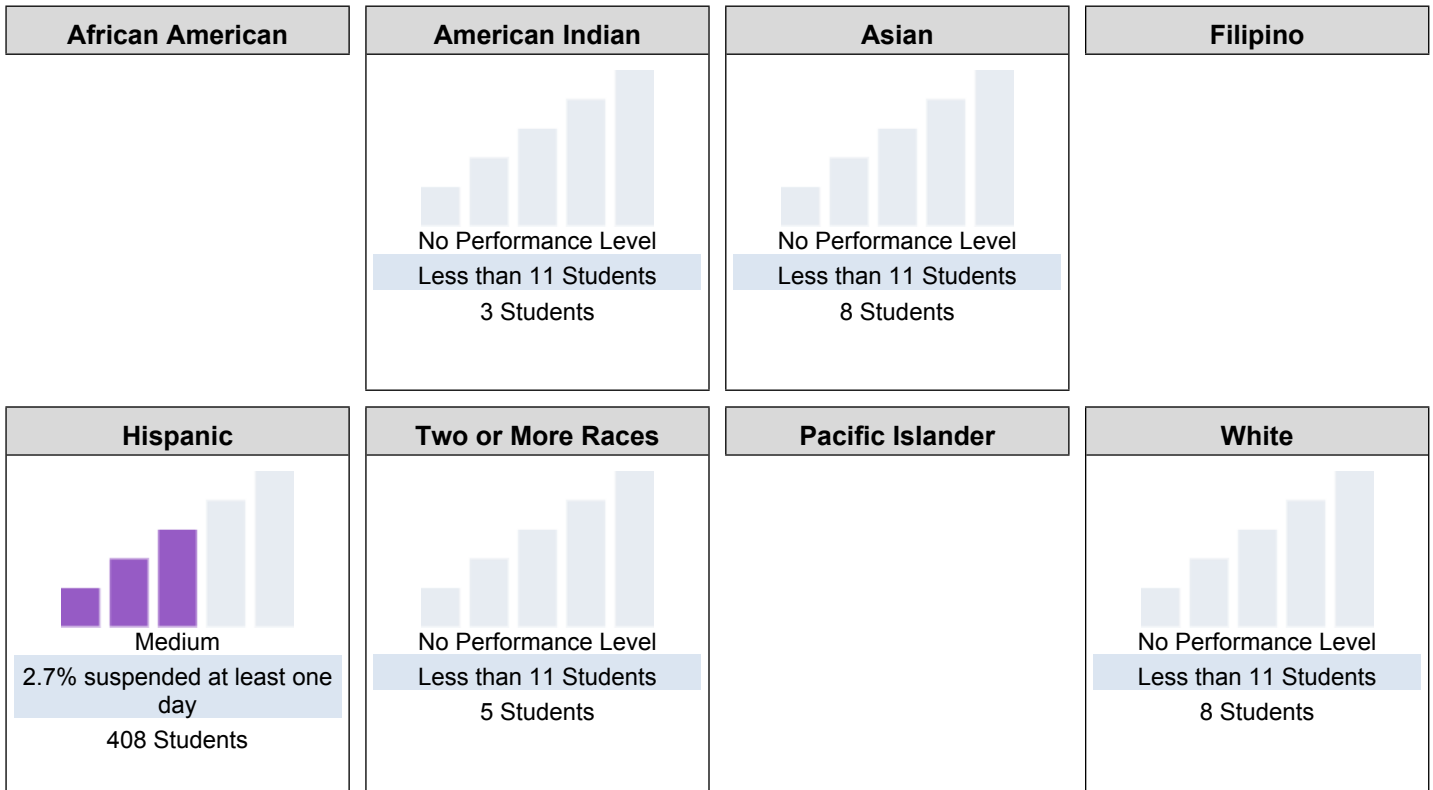 African American
American Indian
Asian
Filipino
No Performance Level
Less than 11 Students
3 Students
No Performance Level
Less than 11 Students
8 Students
Hispanic
Two or More Races
Pacific Islander
White
Medium
2.7% suspended at least one
day
408 Students
No Performance Level
Less than 11 Students
5 Students
No Performance Level
Less than 11 Students
8 Students